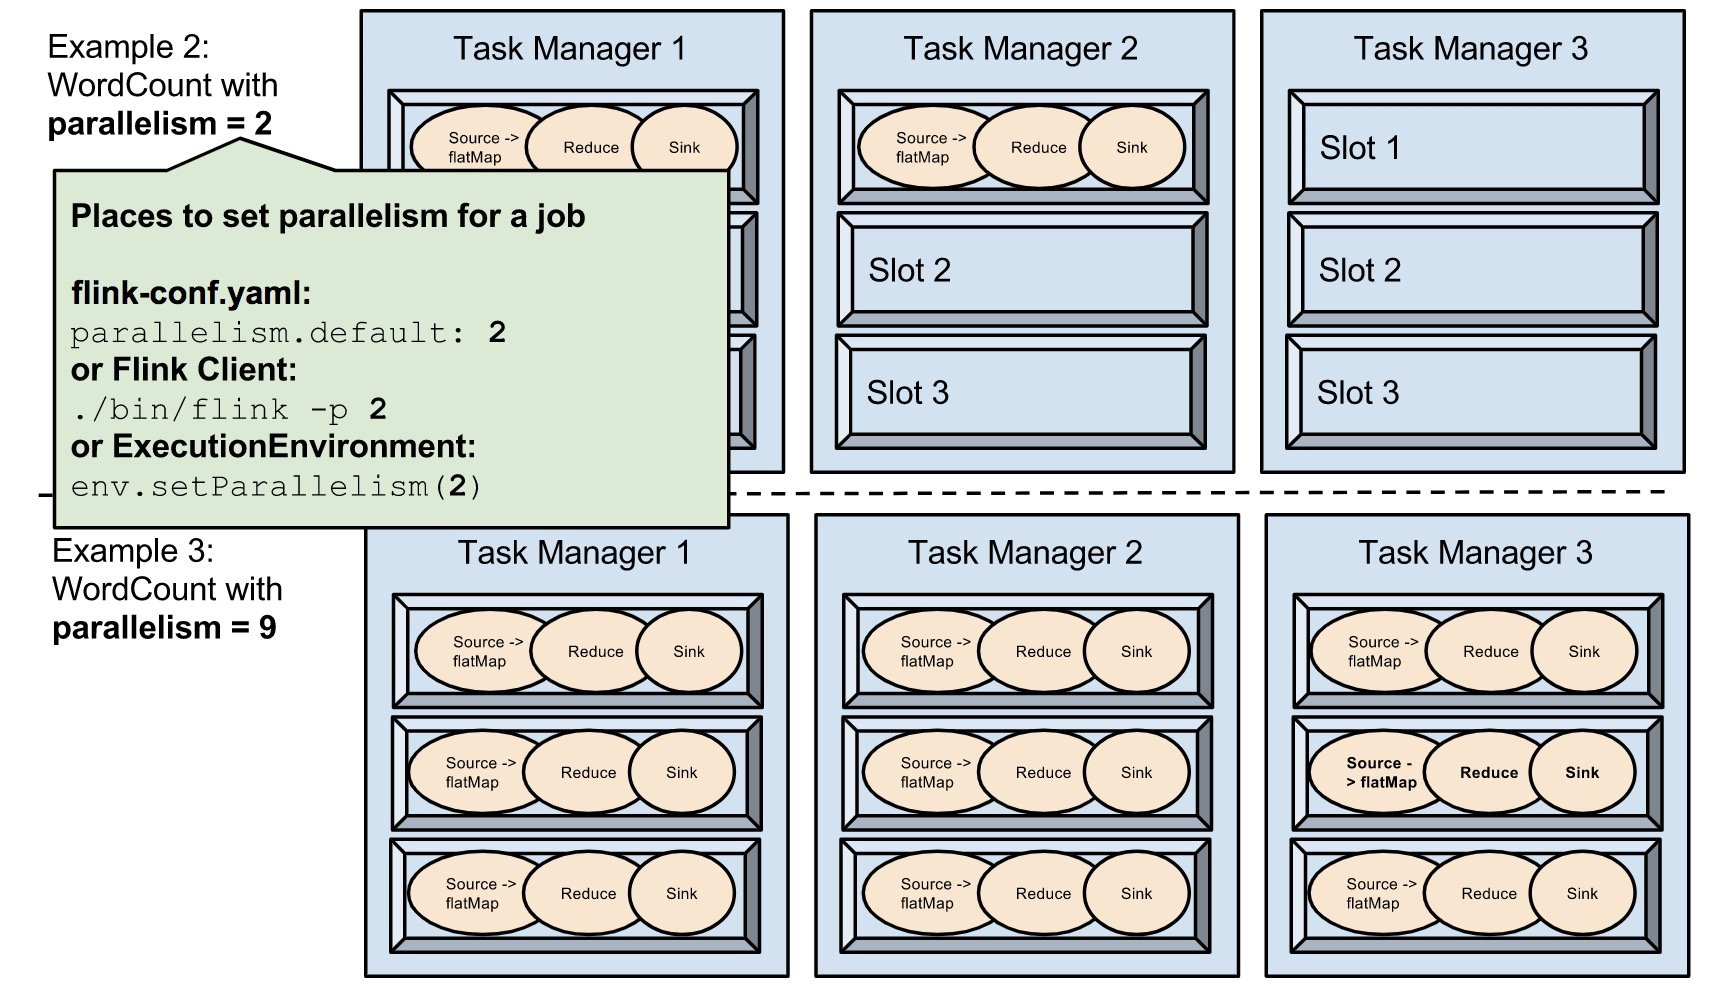 Example 2:
WordCount with
parallelism = 2
Places to set parallelism for a job
flink-conf.yaml:
parallelism.default: 2
or Flink Client:
./bin/flink -p 2
or ExecutionEnvironment:
env.setParallelism(2)
Task Manager 1
Source ->
flatMap
Reduce
Sink
Task Manager 2
Source ->
flatMap
Reduce
Sink
Slot 2
Slot 3
Task Manager 3
Slot 1
Slot 2
Slot 3
Example 3:
WordCount with
parallelism = 9
Task Manager 1
Source ->
flatMap
Reduce
Sink
Source ->
flatMap
Reduce
Sink
Source ->
flatMap
Reduce
Sink
Task Manager 2
Source ->
flatMap
Reduce
Sink
Source ->
flatMap
Reduce
Sink
Source ->
flatMap
Reduce
Sink
Task Manager 3
Source ->
flatMap
Reduce
Sink
Source -
> flatMap
Reduce
Sink
Source ->
flatMap
Reduce
Sink